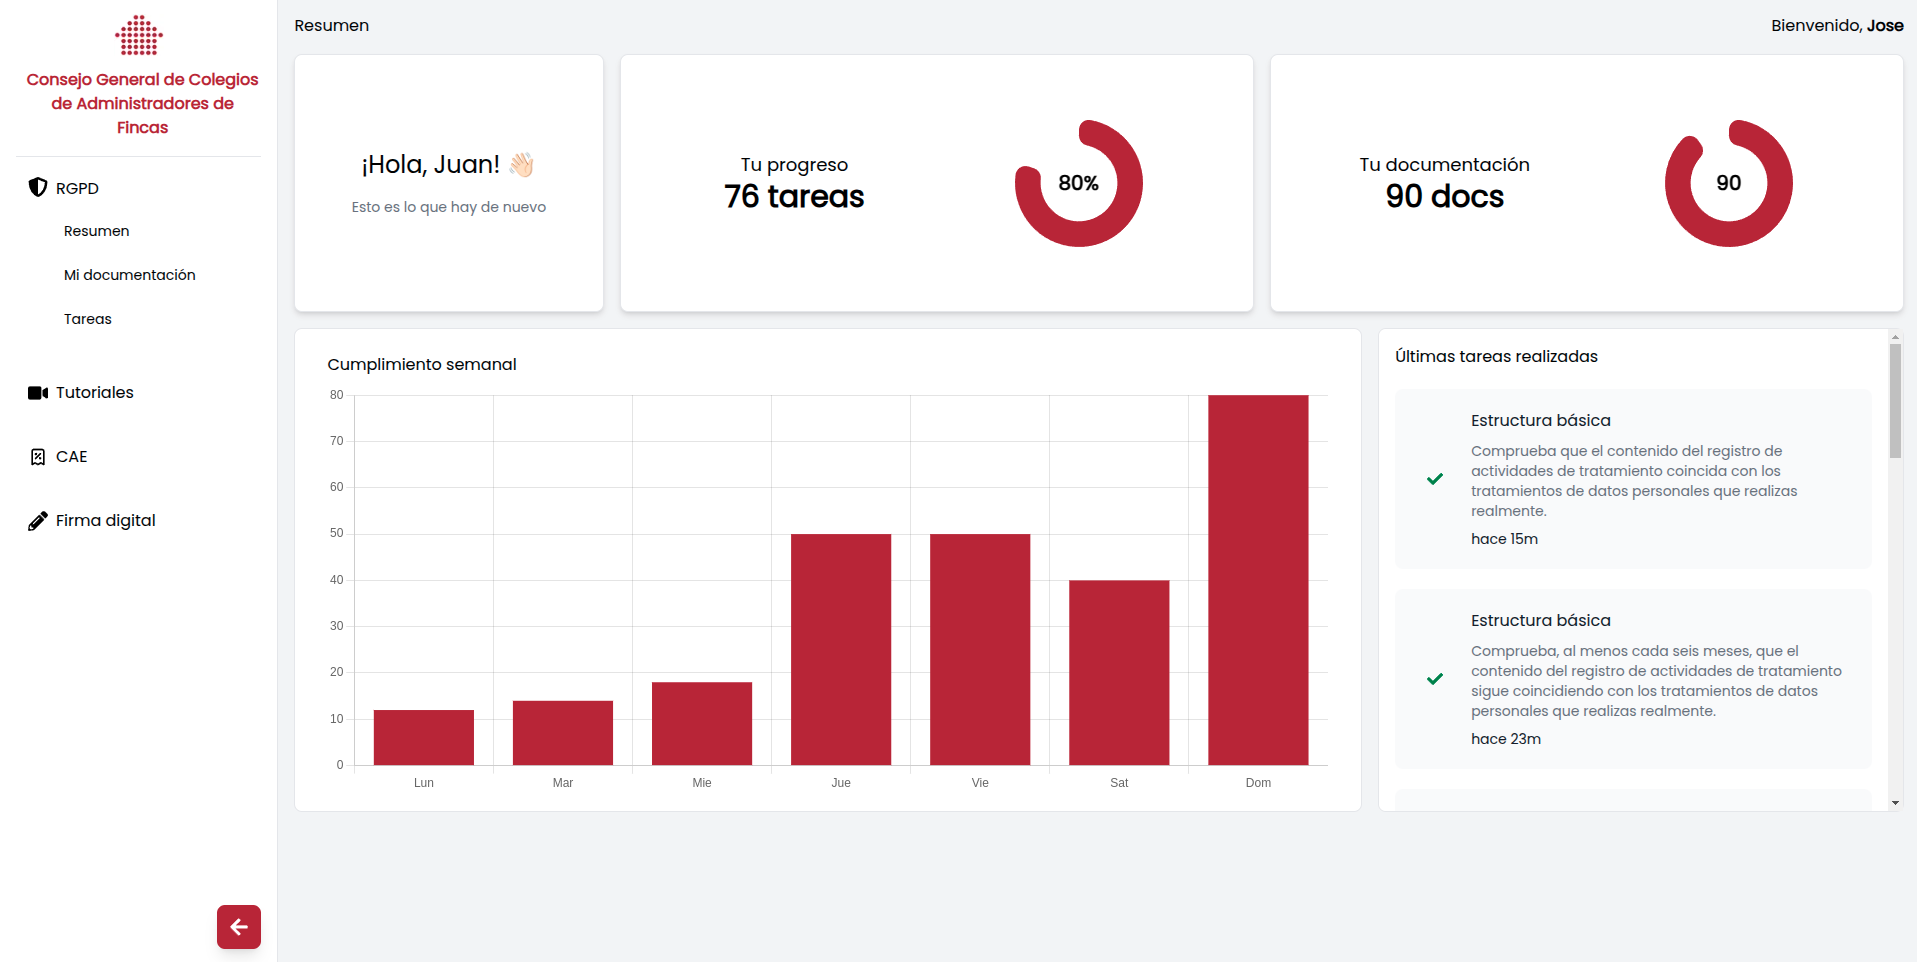 Consejo General de Colegios
de Administradores de
Fincas
RGPD
Resumen
Mi documentación
Tareas
Tutoriales
CAE
Firma digital
Resumen
Bienvenido, Jose
¡Hola, Juan! 👋🏻
Esto es lo que hay de nuevo
Tu progreso
76 tareas
80%
Tu documentación
90 docs
90
Cumplimiento semanal
80
70
60
50
40
30
20
10
0
Lun Mar Mie Jue Vie Sat Dom
Últimas tareas realizadas
Estructura básica
Comprueba que el contenido del registro de
actividades de tratamiento coincida con los
tratamientos de datos personales que realizas
realmente.
hace 15m
Estructura básica
Comprueba, al menos cada seis meses, que el
contenido del registro de actividades de tratamiento
sigue coincidiendo con los tratamientos de datos
personales que realizas realmente.
hace 23m